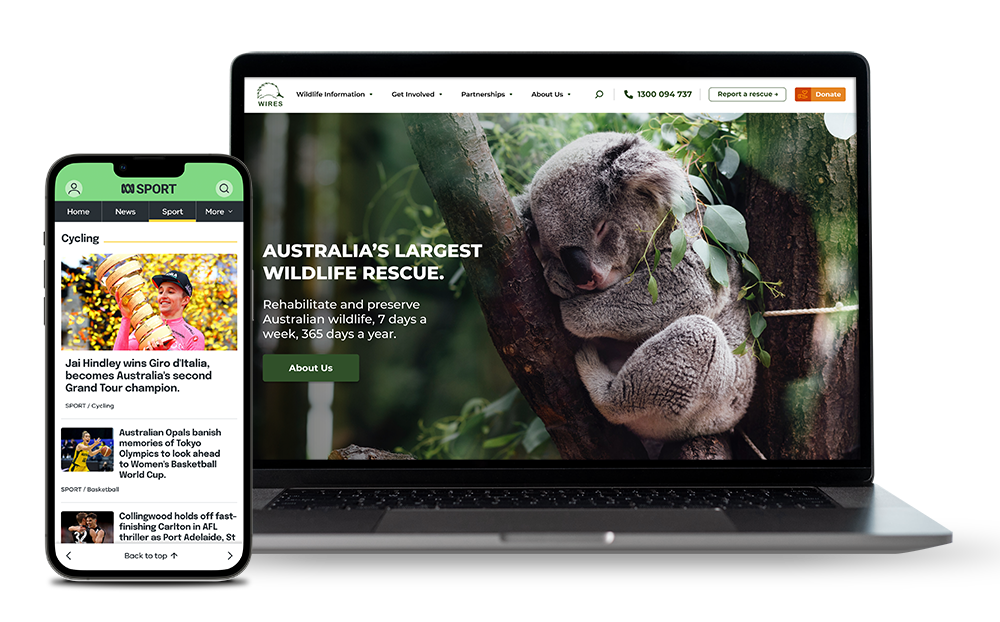 WIRES
Wildlife Information
Get Involved
Partnerships
About Us
1300 094 737
Report a rescue +
Donate
AUSTRALIA'S LARGEST
WILDLIFE RESCUE.
Rehabilitate and preserve
Australian wildlife, 7 days a
week, 365 days a year.
About Us
SPORT
Home
News
Sport
More
Cycling
Jai Hindley wins Giro d'Italia,
becomes Australia's second
Grand Tour champion.
SPORT / Cycling
Australian Opals banish
memories of Tokyo
Olympics to look ahead
to Women's Basketball
World Cup.
SPORT / Basketball
32
Collingwood holds off fast-
finishing Carlton in AFL
thriller as Port Adelaide, St
Back to top